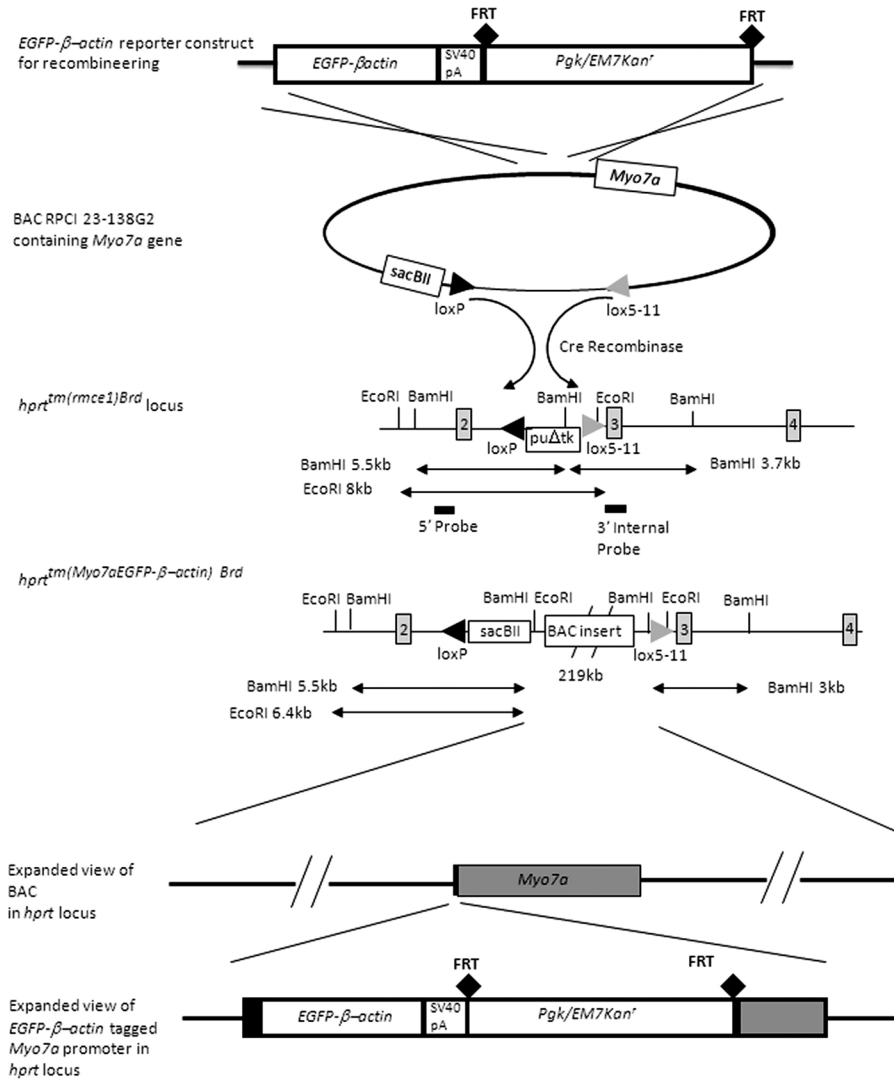 FRT
FRT
EGFP-β-actin reporter construct
for recombineering
EGFP-βactin
SV40
pA
Pgk/EM7Kanʳ
Myo7a
BAC RPCI 23-138G2
containing Myo7a gene
sacBII
loxP
lox5-11
Cre Recombinase
hprt^tm(rmce1)Brd locus
EcoRI
BamHI
BamHI
EcoRI
BamHI
2
3
4
loxP
puΔtk
lox5-11
BamHI 5.5kb
BamHI 3.7kb
EcoRI 8kb
5' Probe
3' Internal
Probe
hprt^tm(Myo7aEGFP-β-actin) Brd
EcoRI
BamHI
BamHI
EcoRI
BamHI
EcoRI
BamHI
2
sacBII
BAC insert
3
4
loxP
lox5-11
219kb
BamHI 5.5kb
BamHI 3kb
EcoRI 6.4kb
Expanded view of
BAC
in hprt locus
Myo7a
FRT
FRT
Expanded view of
EGFP-β-actin tagged
Myo7a promoter in
hprt locus
EGFP-β-actin
SV40
pA
Pgk/EM7Kanʳ